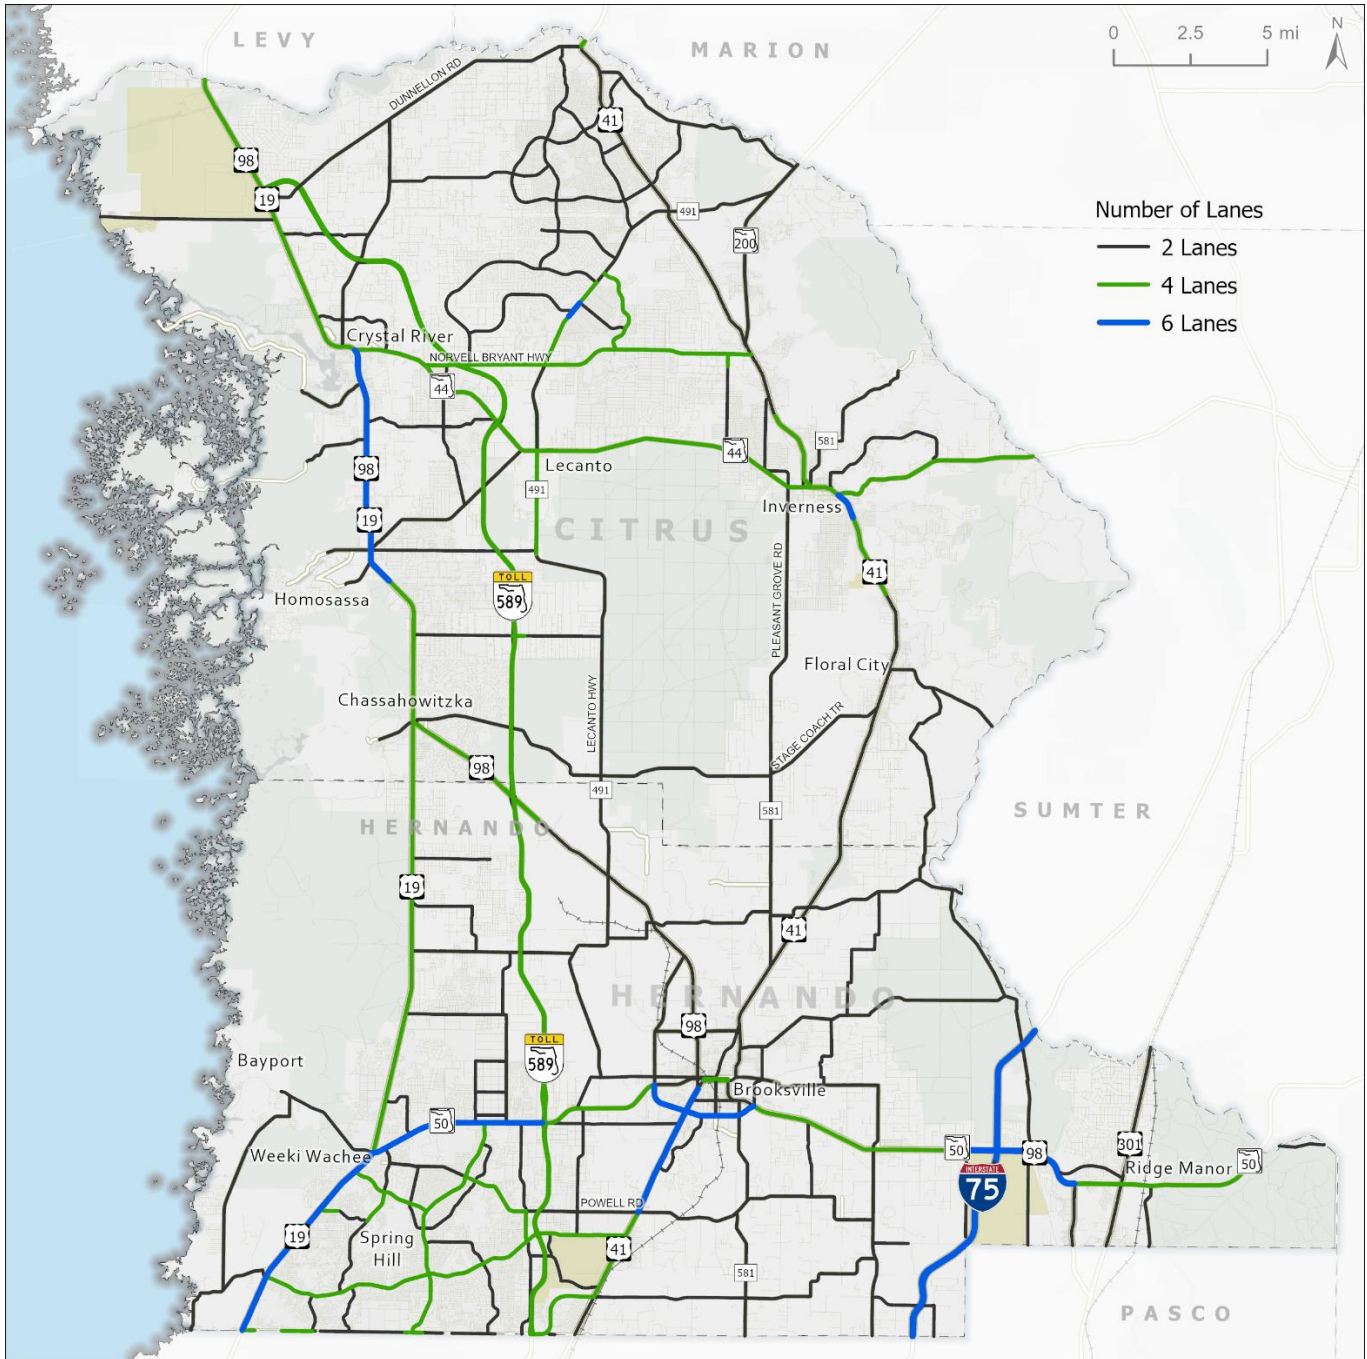 LEVY
MARION
0 2.5 5 mi
N
DUNNELLON RD
41
98
19
491
200
Number of Lanes
2 Lanes
4 Lanes
6 Lanes
Crystal River
NORVELL BRYANT HWY
44
581
44
98
Lecanto
491
Inverness
19
CITRUS
PLEASANT GROVE RD
41
TOLL
589
Homosassa
Floral City
Chassahowitzka
LECANTO HWY
STAGE COACH TR
98
491
581
SUMTER
HERNANDO
19
41
HERNANDO
98
TOLL
589
Bayport
Brooksville
50
Weeki Wachee
50
98
301
Ridge Manor
50
INTERSTATE
75
POWELL RD
19
Spring
Hill
41
581
PASCO